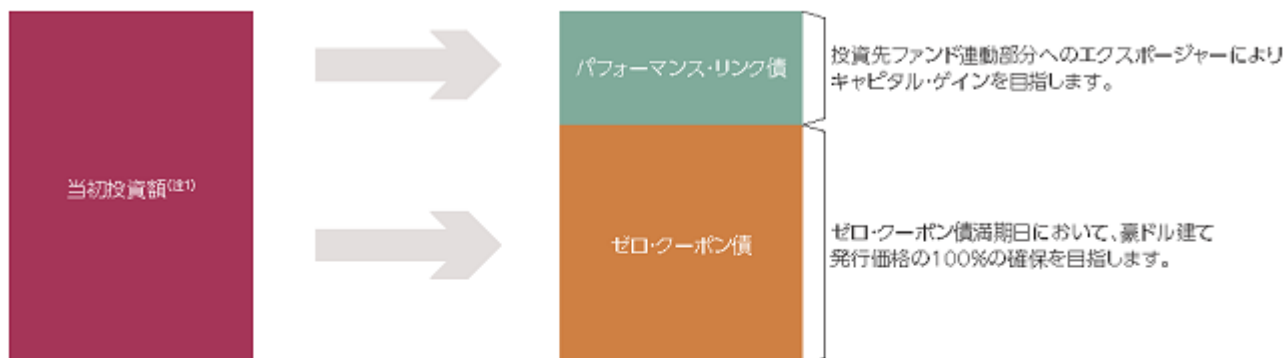 パフォーマンス・リンク債
投資先ファンド連動部分へのエクスポージャーにより
キャピタル・ゲインを目指します。
当初投資額(注1)
ゼロ・クーポン債
ゼロ・クーポン債満期日において、豪ドル建て
発行価格の100%の確保を目指します。